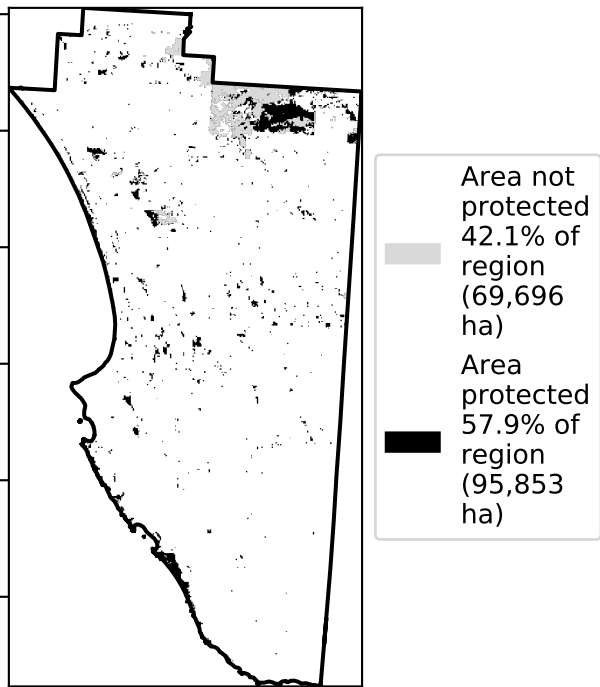 Area not
protected
42.1% of
region
(69,696
ha)
Area
protected
57.9% of
region
(95,853
ha)